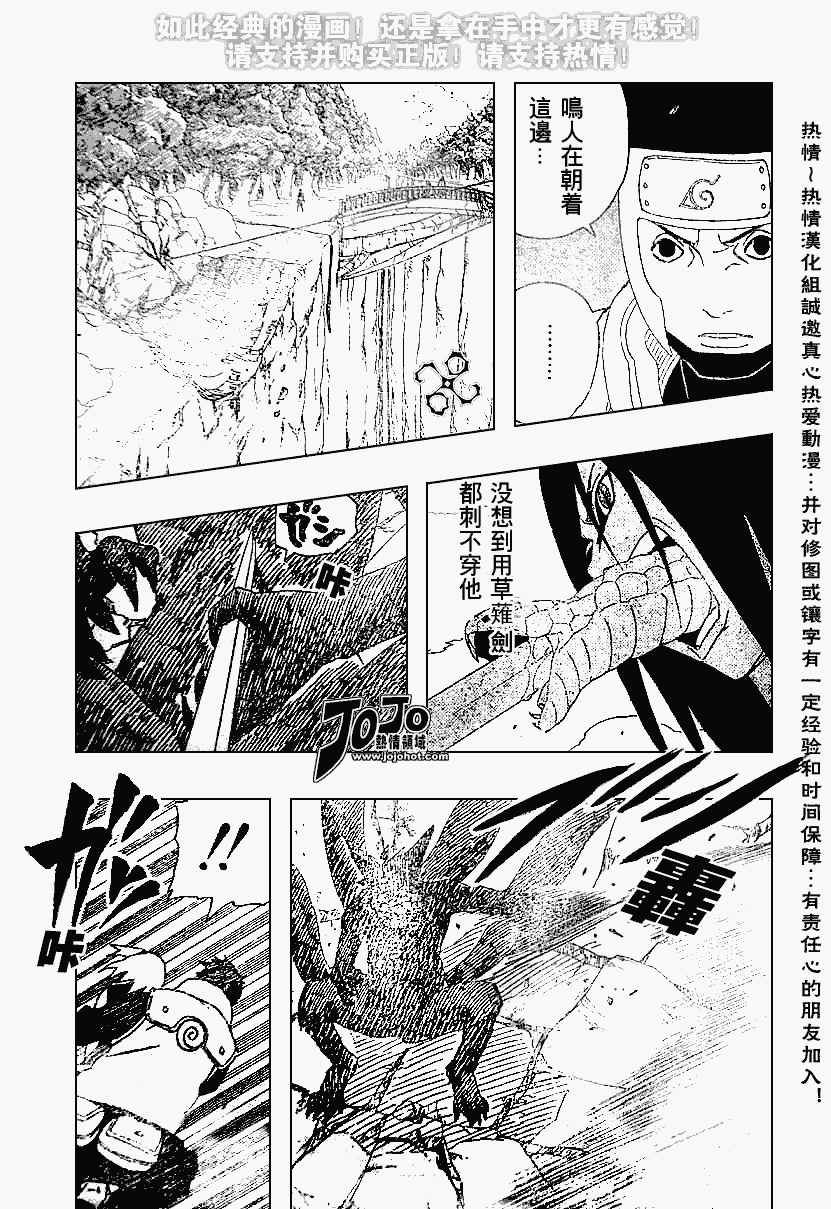 如此经典的漫画！还是拿在手中才更有感觉！
请支持并购买正版！请支持热情！
鳴人在朝着
這邊…
………
没想到用草薙劍
都刺不穿他
ガシ
咔
JOJO
熱情領域
www.jojohot.com
轟
!!
ガッ
咔
热情～热情漢化組誠邀真心热爱動漫…并对修图或镶字有一定经验和时间保障…有责任心的朋友加入！